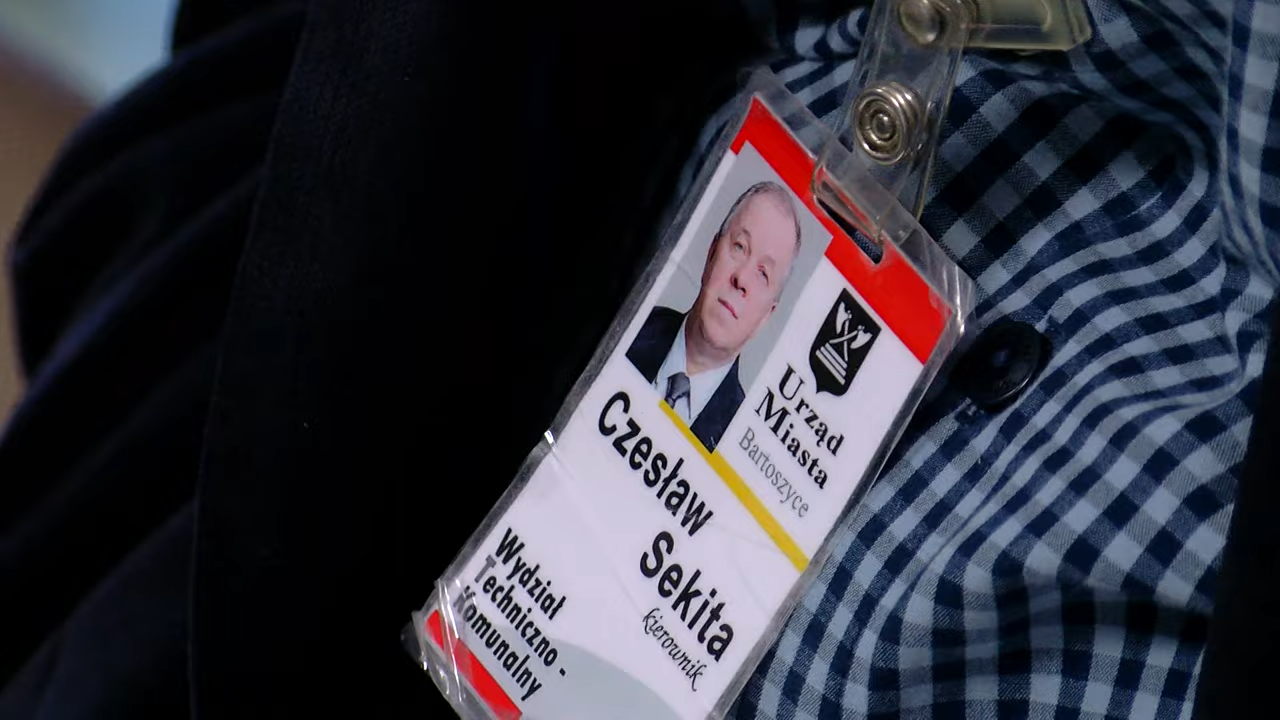 Urząd
Miasta
Bartoszyce
Czesław
Sekita
kierownik
Wydział
Techniczno -
Komunalny